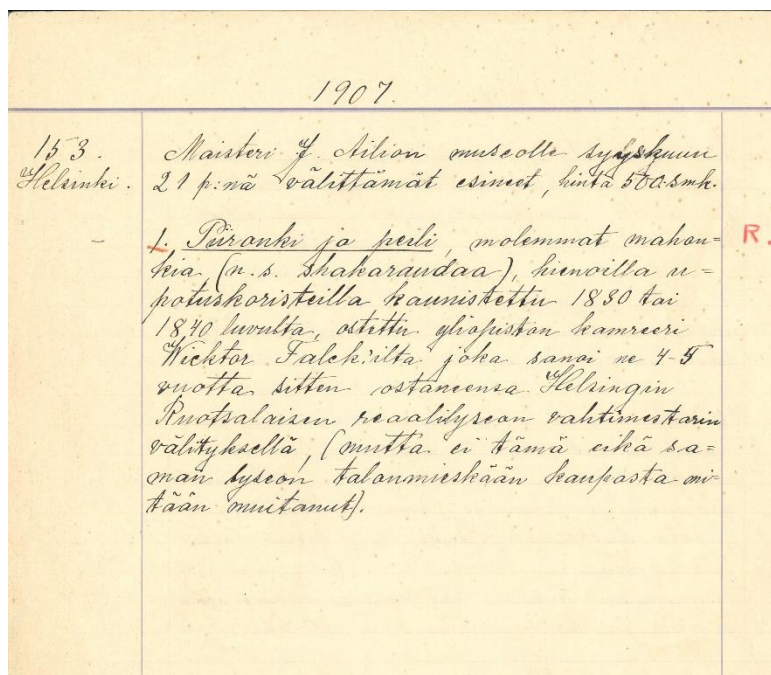 1907.
153.
Helsinki.
Maisteri J. Ailion museolle syyskuun
21 p:nä välittämät esineet, hinta 500 smk.
1. Piironki ja peili, molemmat mahon=
kia (n. s. shakaraudaa), hienoilla u=
potuskoristeilla kaunistettu 1830 tai
1840 luvulta, ostettu yliopiston kamreeri
Wicktor Falck:ilta joka sanoi ne 4-5
vuotta sitten ostaneensa Helsingin
Ruotsalaisen reaalilyseon vahtimestarin
välityksellä, (mutta ei tämä eikä sa=
man lyseon talonmieskään kaupasta mi=
tään muitanut).
R.